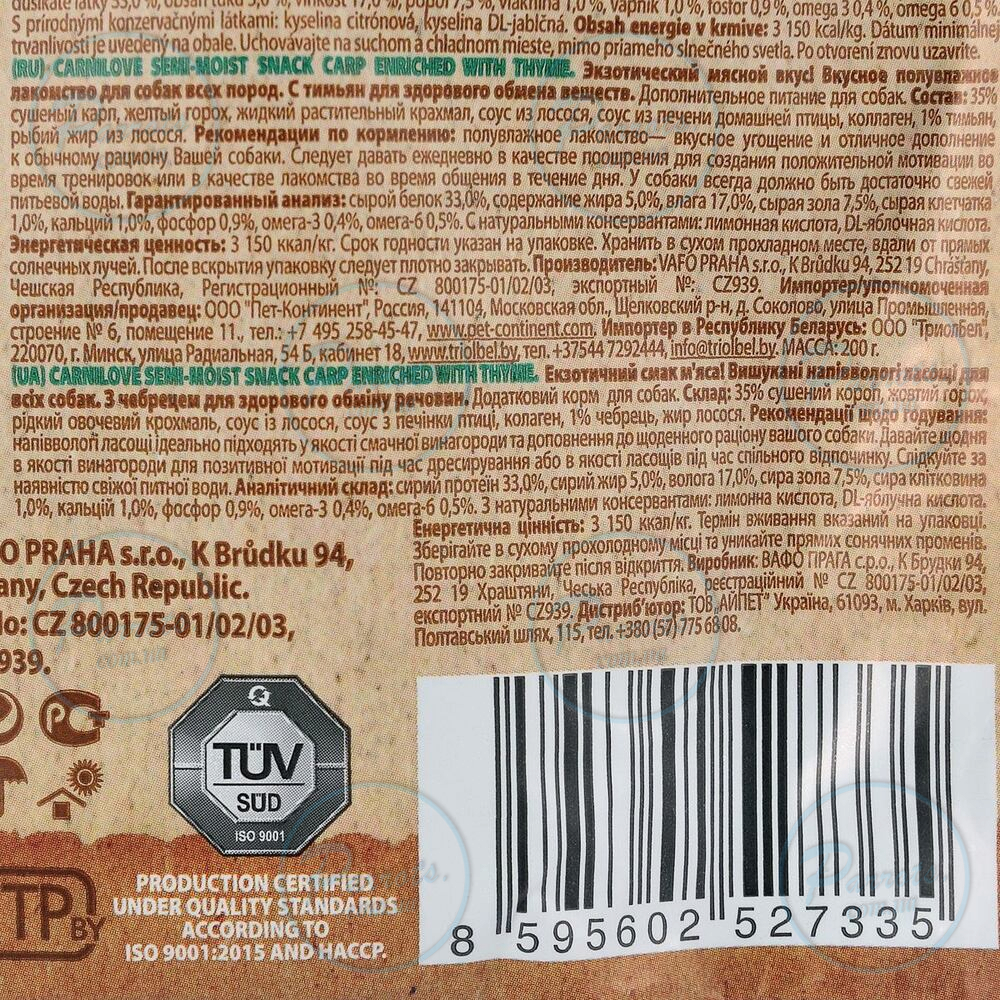 dusíkaté látky 33,0 %, obsah tuku 5,0 %, vlhkosť 17,0 %, popol 7,5 %, vláknina 1,0 %, vápnik 1,0 %, fosfor 0,9 %, omega 3 0,4 %, omega 6 0,5 %.
S prírodnými konzervačnými látkami: kyselina citrónová, kyselina DL-jablčná. Obsah energie v krmive: 3 150 kcal/kg. Dátum minimálne
trvanlivosti je uvedený na obale. Uchovávajte na suchom a chladnom mieste, mimo priameho slnečného svetla. Po otvorení znovu uzavrite.
(RU) CARNILOVE SEMI-MOIST SNACK CARP ENRICHED WITH THYME. Экзотический мясной вкус! Вкусное полувлажное
лакомство для собак всех пород. С тимьян для здорового обмена веществ. Дополнительное питание для собак. Состав: 35%
сушеный карп, желтый горох, жидкий растительный крахмал, соус из лосося, соус из печени домашней птицы, коллаген, 1% тимьян,
рыбий жир из лосося. Рекомендации по кормлению: полувлажное лакомство— вкусное угощение и отличное дополнение
к обычному рациону Вашей собаки. Следует давать ежедневно в качестве поощрения для создания положительной мотивации во
время тренировок или в качестве лакомства во время общения в течение дня. У собаки всегда должно быть достаточно свежей
питьевой воды. Гарантированный анализ: сырой белок 33,0%, содержание жира 5,0%, влага 17,0%, сырая зола 7,5%, сырая клетчатка
1,0%, кальций 1,0%, фосфор 0,9%, омега-3 0,4%, омега-6 0,5%. С натуральными консервантами: лимонная кислота, DL-яблочная кислота.
Энергетическая ценность: 3 150 ккал/кг. Срок годности указан на упаковке. Хранить в сухом прохладном месте, вдали от прямых
солнечных лучей. После вскрытия упаковку следует плотно закрывать. Производитель: VAFO PRAHA s.r.o., K Brůdku 94, 252 19 Chrášťany,
Чешская Республика, Регистрационный №: CZ 800175-01/02/03, экспортный №: CZ939. Импортер/уполномоченная
организация/продавец: ООО "Пет-Континент", Россия, 141104, Московская обл., Щелковский р-н, д. Соколово, улица Промышленная,
строение № 6, помещение 11., тел.: +7 495 258-45-47, www.pet-continent.com. Импортер в Республику Беларусь: ООО "Триолбел",
220070, г. Минск, улица Радиальная, 54 Б, кабинет 18, www.triolbel.by, тел. +37544 7292444, info@triolbel.by. МАССА: 200 г.
(UA) CARNILOVE SEMI-MOIST SNACK CARP ENRICHED WITH THYME. Екзотичний смак м'яса! Вишукані напіввологі ласощі для
всіх собак. З чебрецем для здорового обміну речован. Додатковий корм для собак. Склад: 35% сушений короп, жовтий горох,
рідкий овочевий крохмаль, соус із лосося, соус з печінки птиці, колаген, 1% чебрець, жир лосося. Рекомендації щодо годування:
напіввологі ласощі ідеально підходять у якості смачної винагороди та доповнення до щоденного раціону вашого собаки. Давайте щодня
в якості винагороди для позитивної мотивації під час дресирування або в якості ласощів під час спільного відпочинку. Слідкуйте за
наявністю свіжої питної води. Аналітичний склад: сирий протеїн 33,0%, сирий жир 5,0%, волога 17,0%, сира зола 7,5%, сира клітковина
1,0%, кальцій 1,0%, фосфор 0,9%, омега-3 0,4%, омега-6 0,5%. З натуральними консервантами: лимонна кислота, DL-яблучна кислота.
Енергетична цінність: 3 150 ккал/кг. Термін вживання вказаний на упаковці.
Зберігайте в сухому прохолодному місці та уникайте прямих сонячних променів.
Повторно закривайте після відкриття. Виробник: ВАФО ПРАГА с.р.о., К Брудки 94,
252 19 Храштяни, Чеська Республіка, реєстраційний № CZ 800175-01/02/03,
експортний № CZ939. Дистриб'ютор: ТОВ „АЙПЕТ" Україна, 61093, м. Харків, вул.
Полтавський шлях, 115, тел. +380 (57) 775 68 08.
O PRAHA s.r.o., K Brůdku 94,
any, Czech Republic.
No: CZ 800175-01/02/03,
939.
РСТ
TÜV
SÜD
ISO 9001
TP BY
PRODUCTION CERTIFIED
UNDER QUALITY STANDARDS
ACCORDING TO
ISO 9001:2015 AND HACCP.
8 595602 527335